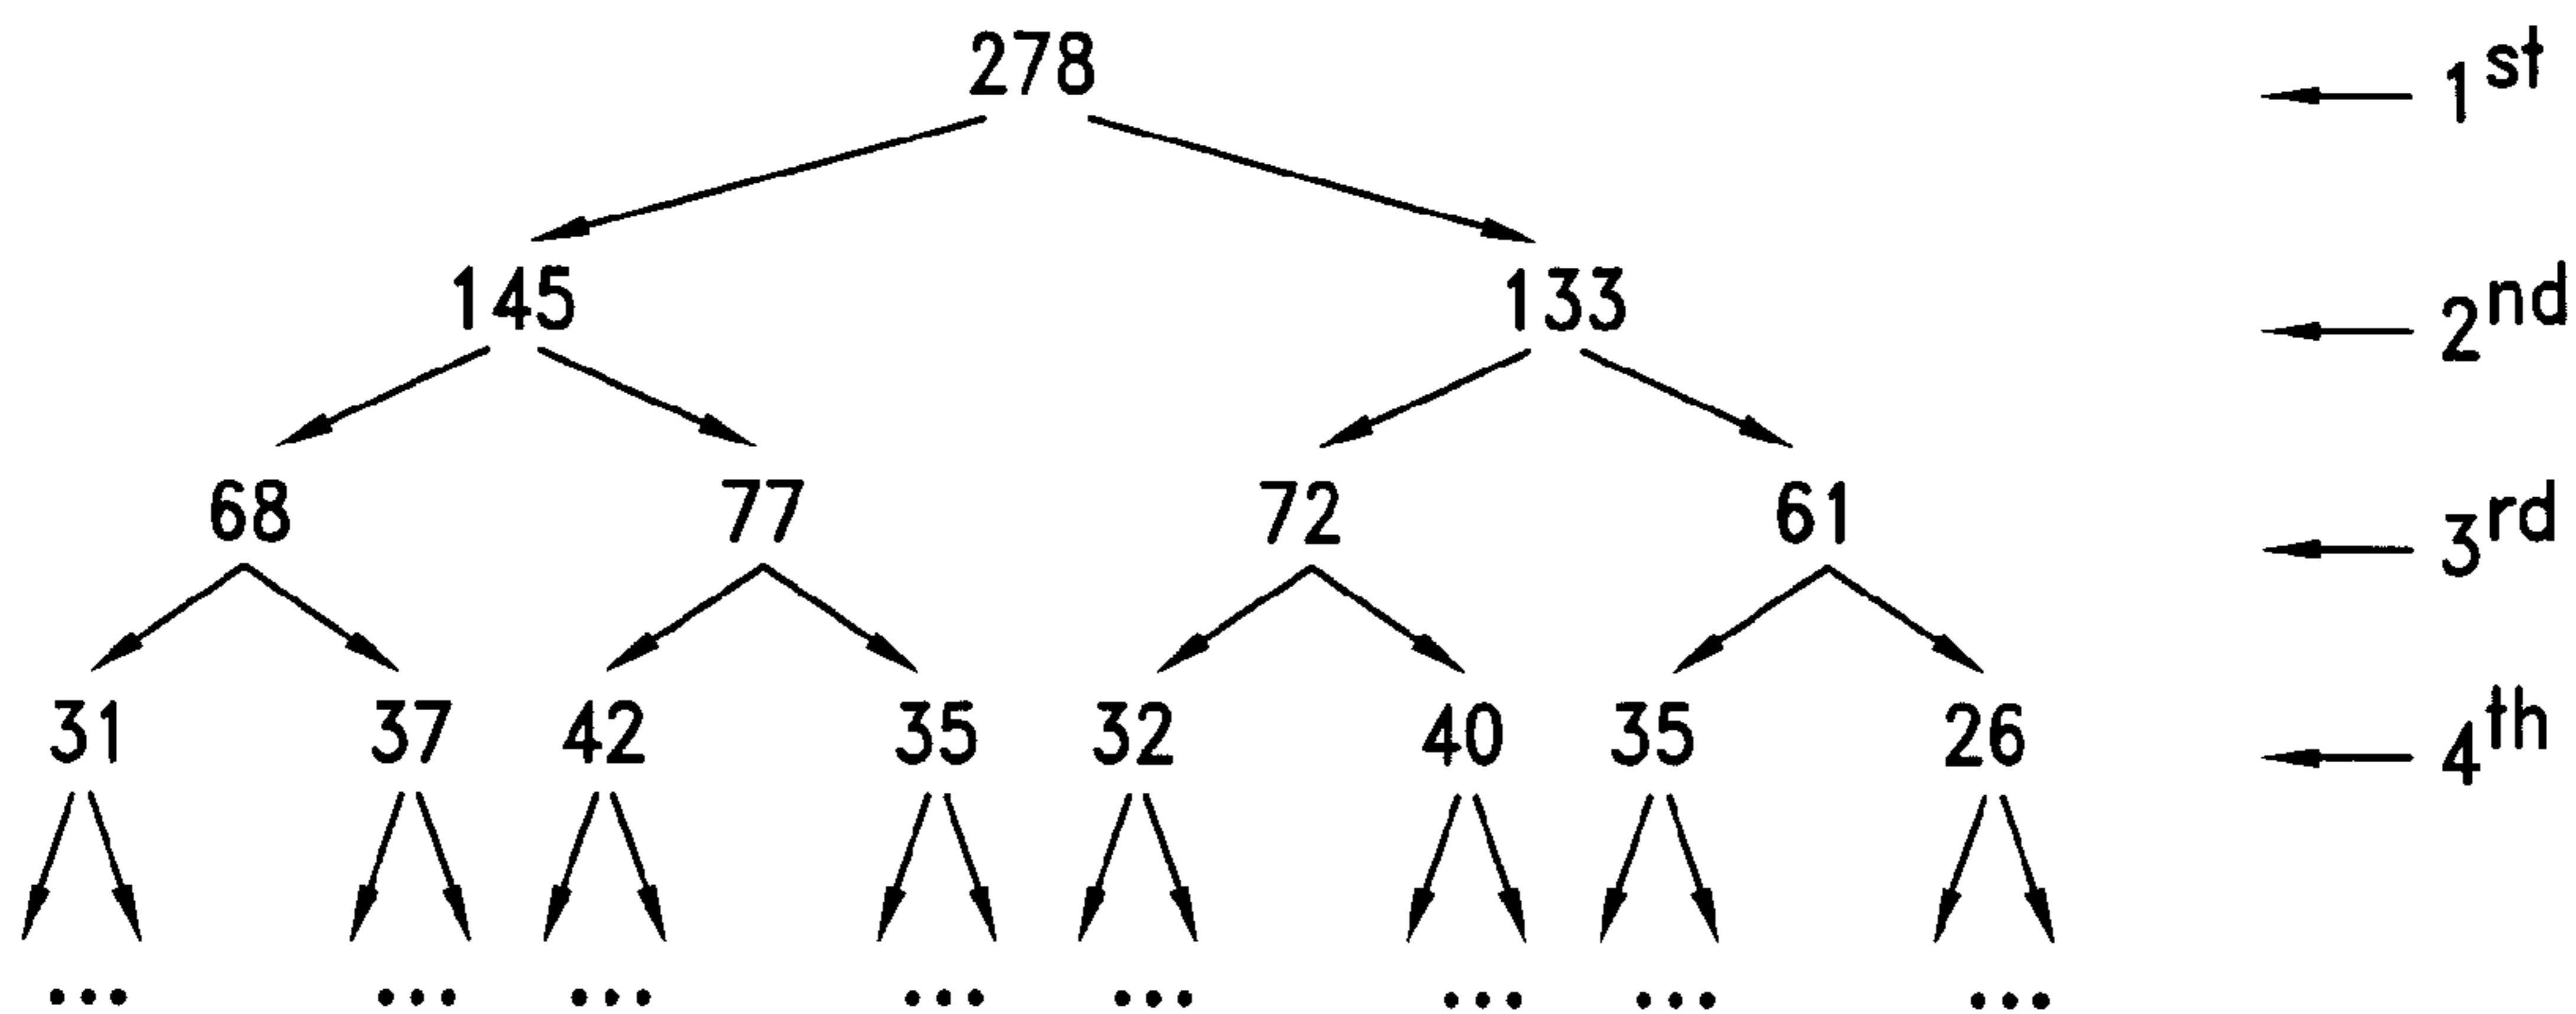 278 1st
145 133 2nd
68 77 72 61 3rd
31 37 42 35 32 40 35 26 4th
... ... ... ... ... ... ... ...